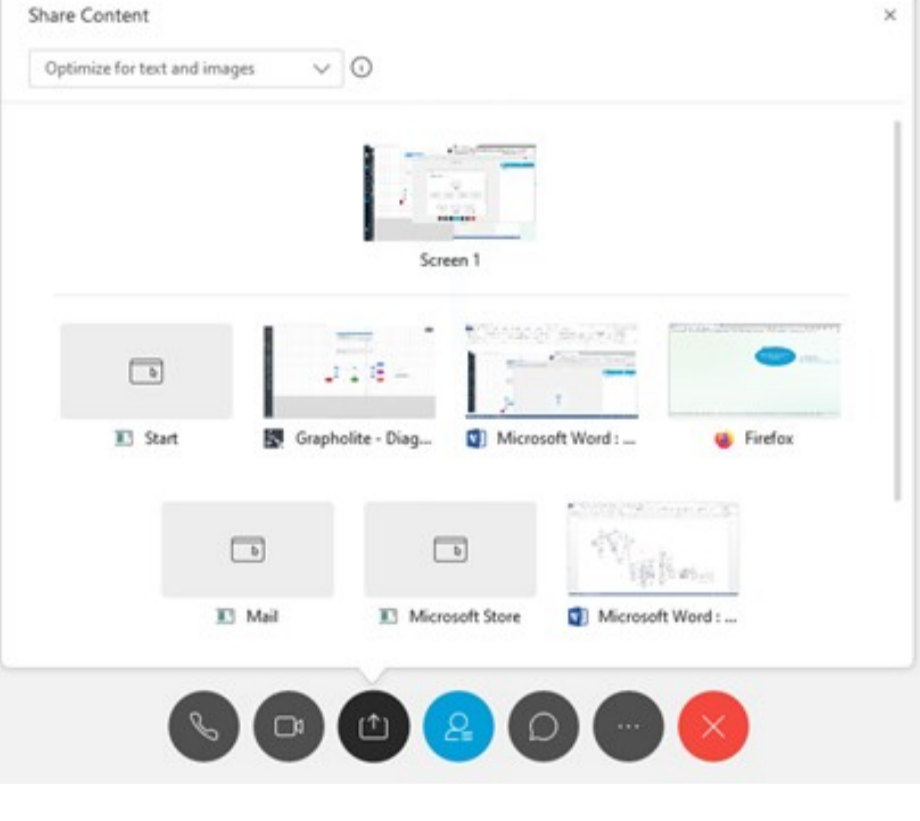 Share Content
Optimize for text and images
Screen 1
Start
Grapholite - Diag...
Microsoft Word : ...
Firefox
Mail
Microsoft Store
Microsoft Word : ...